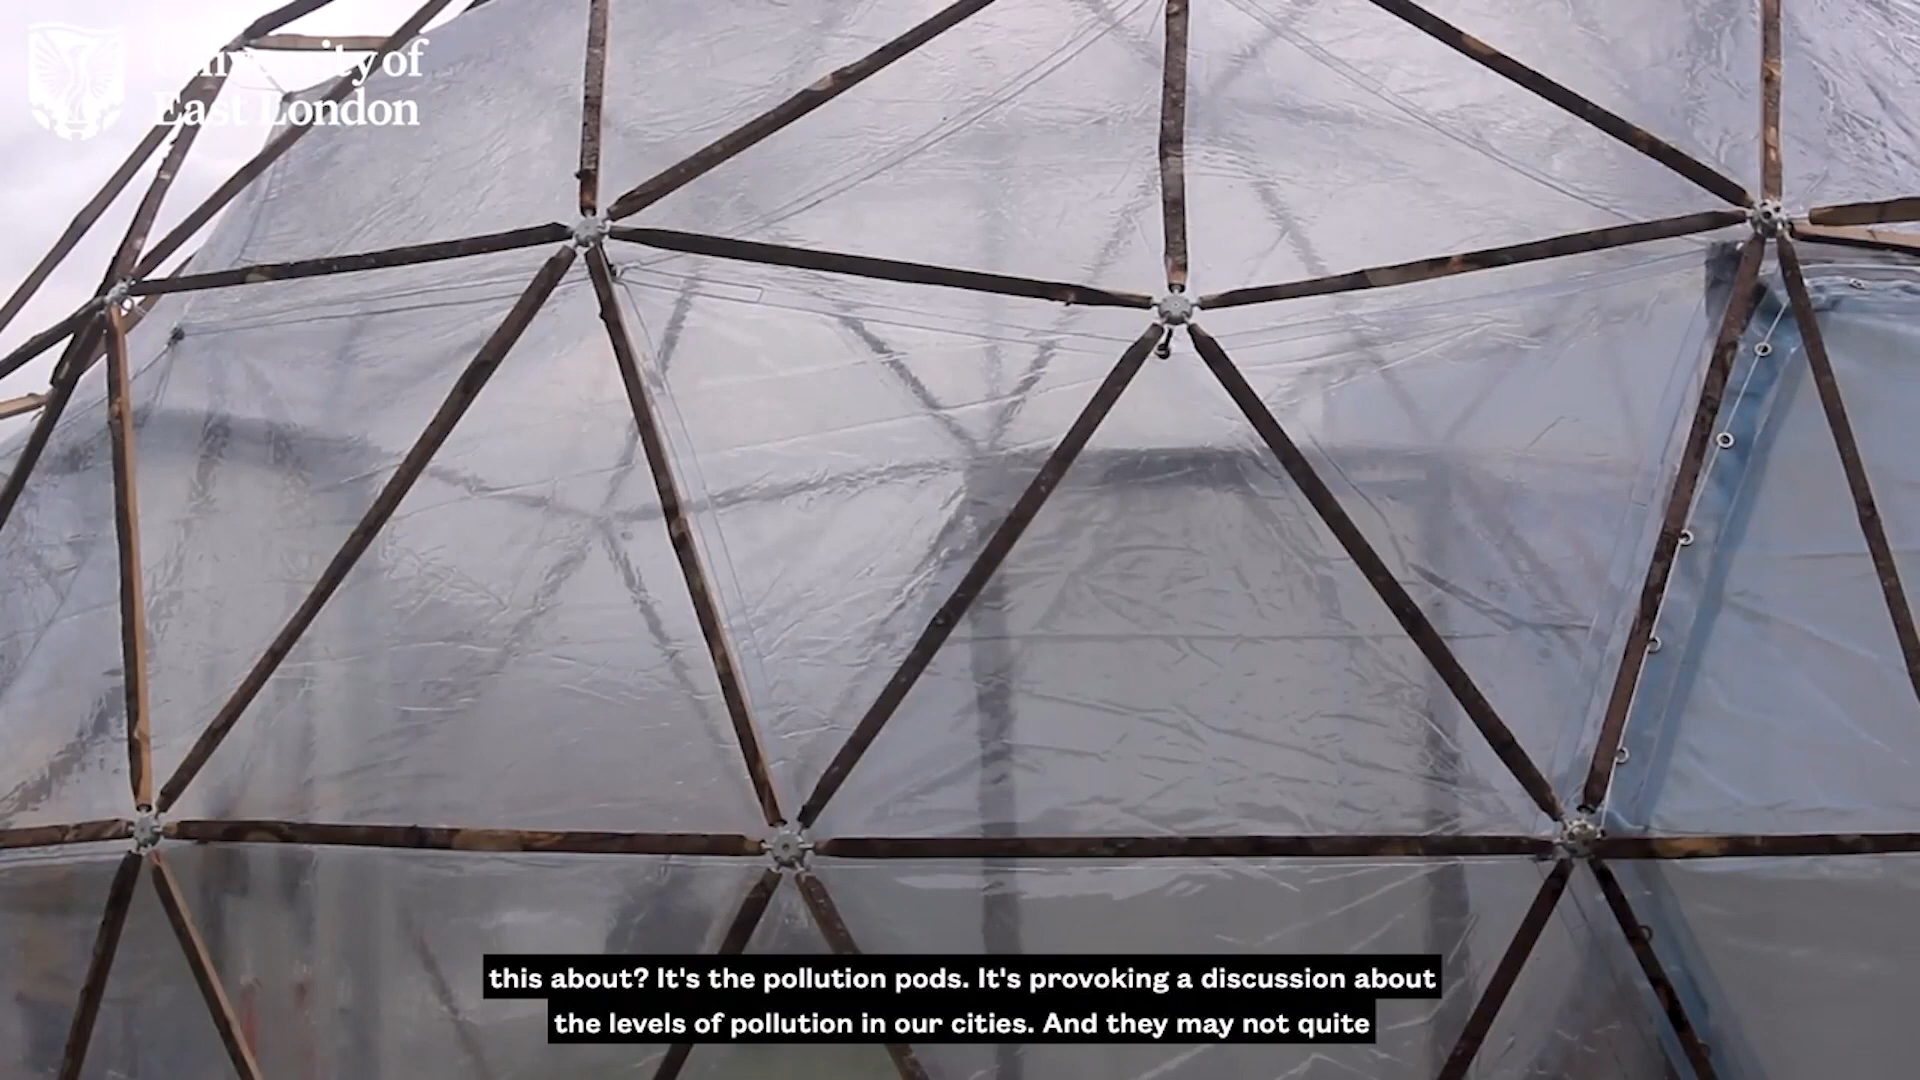 University of
East London
this about? It's the pollution pods. It's provoking a discussion about
the levels of pollution in our cities. And they may not quite